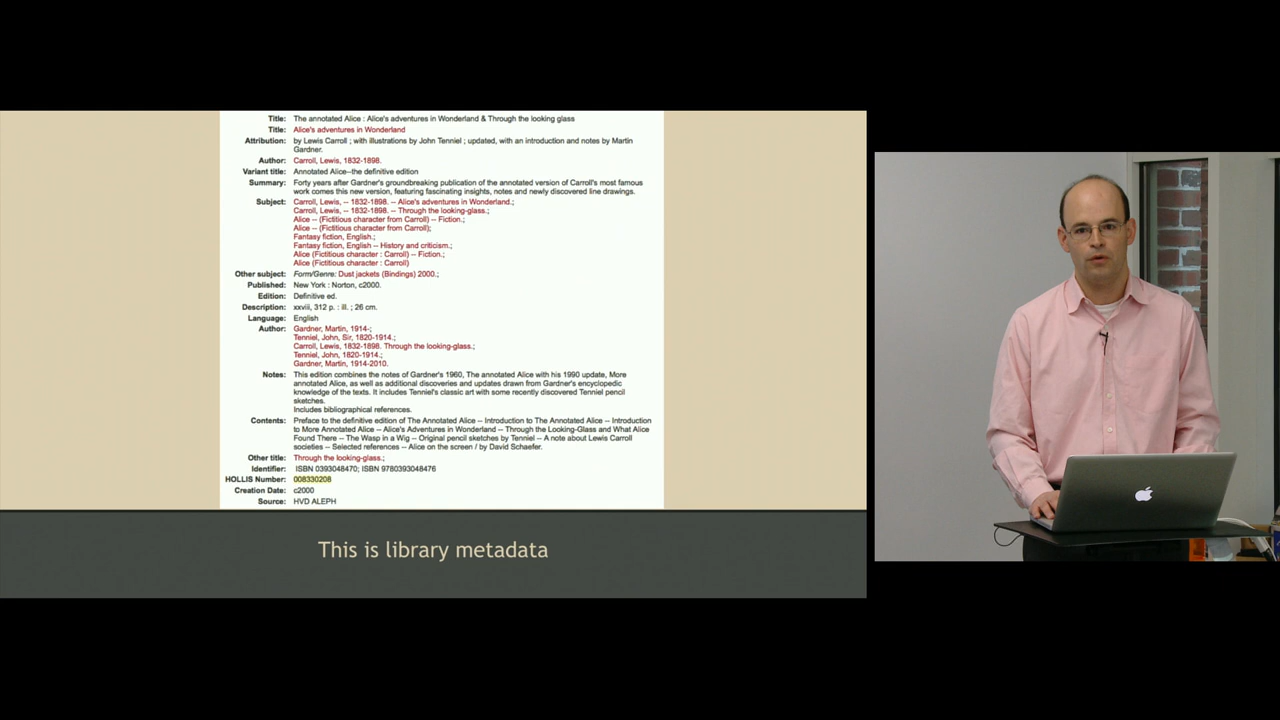 Title: The annotated Alice : Alice's adventures in Wonderland & Through the looking glass
Title: Alice's adventures in Wonderland
Attribution: by Lewis Carroll ; with illustrations by John Tenniel ; updated, with an introduction and notes by Martin
Gardner.
Author: Carroll, Lewis, 1832-1898.
Variant title: Annotated Alice--the definitive edition
Summary: Forty years after Gardner's groundbreaking publication of the annotated version of Carroll's most famous
work comes this new version, featuring fascinating insights, notes and newly discovered line drawings.
Subject: Carroll, Lewis, -- 1832-1898. -- Alice's adventures in Wonderland.;
Carroll, Lewis, -- 1832-1898. -- Through the looking-glass.;
Alice -- (Fictitious character from Carroll) -- Fiction.;
Alice -- (Fictitious character from Carroll);
Fantasy fiction, English.;
Fantasy fiction, English -- History and criticism.;
Alice (Fictitious character : Carroll) -- Fiction.;
Alice (Fictitious character : Carroll)
Other subject: Form/Genre: Dust jackets (Bindings) 2000.;
Published: New York : Norton, c2000.
Edition: Definitive ed.
Description: xxviii, 312 p. : ill. ; 26 cm.
Language: English
Author: Gardner, Martin, 1914-;
Tenniel, John, Sir, 1820-1914.;
Carroll, Lewis, 1832-1898. Through the looking-glass.;
Tenniel, John, 1820-1914.;
Gardner, Martin, 1914-2010.
Notes: This edition combines the notes of Gardner's 1960, The annotated Alice with his 1990 update, More
annotated Alice, as well as additional discoveries and updates drawn from Gardner's encyclopedic
knowledge of the texts. It includes Tenniel's classic art with some recently discovered Tenniel pencil
sketches.
Includes bibliographical references.
Contents: Preface to the definitive edition of The Annotated Alice -- Introduction to The Annotated Alice -- Introduction
to More Annotated Alice -- Alice's Adventures in Wonderland -- Through the Looking-Glass and What Alice
Found There -- The Wasp in a Wig -- Original pencil sketches by Tenniel -- A note about Lewis Carroll
societies -- Selected references -- Alice on the screen / by David Schaefer.
Other title: Through the looking-glass.;
Identifier: ISBN 0393048470; ISBN 9780393048476
HOLLIS Number: 008330208
Creation Date: c2000
Source: HVD ALEPH
This is library metadata